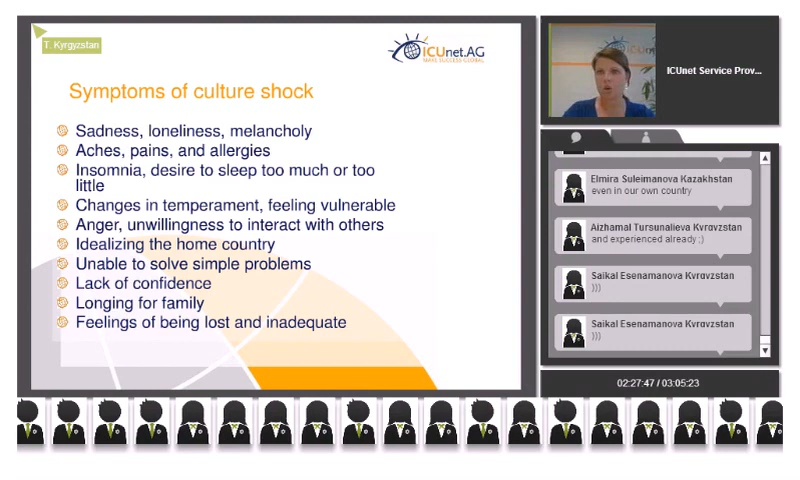 T. Kyrgyzstan
ICUnet.AG
MAKE SUCCESS GLOBAL
Symptoms of culture shock
Sadness, loneliness, melancholy
Aches, pains, and allergies
Insomnia, desire to sleep too much or too
little
Changes in temperament, feeling vulnerable
Anger, unwillingness to interact with others
Idealizing the home country
Unable to solve simple problems
Lack of confidence
Longing for family
Feelings of being lost and inadequate
ICUnet Service Prov...
Elmira Suleimanova Kazakhstan
even in our own country
Aizhamal Tursunalieva Kyrgyzstan
and experienced already ;)
Saikal Esenamanova Kyrgyzstan
)))
Saikal Esenamanova Kyrgyzstan
)))
02:27:47 / 03:05:23